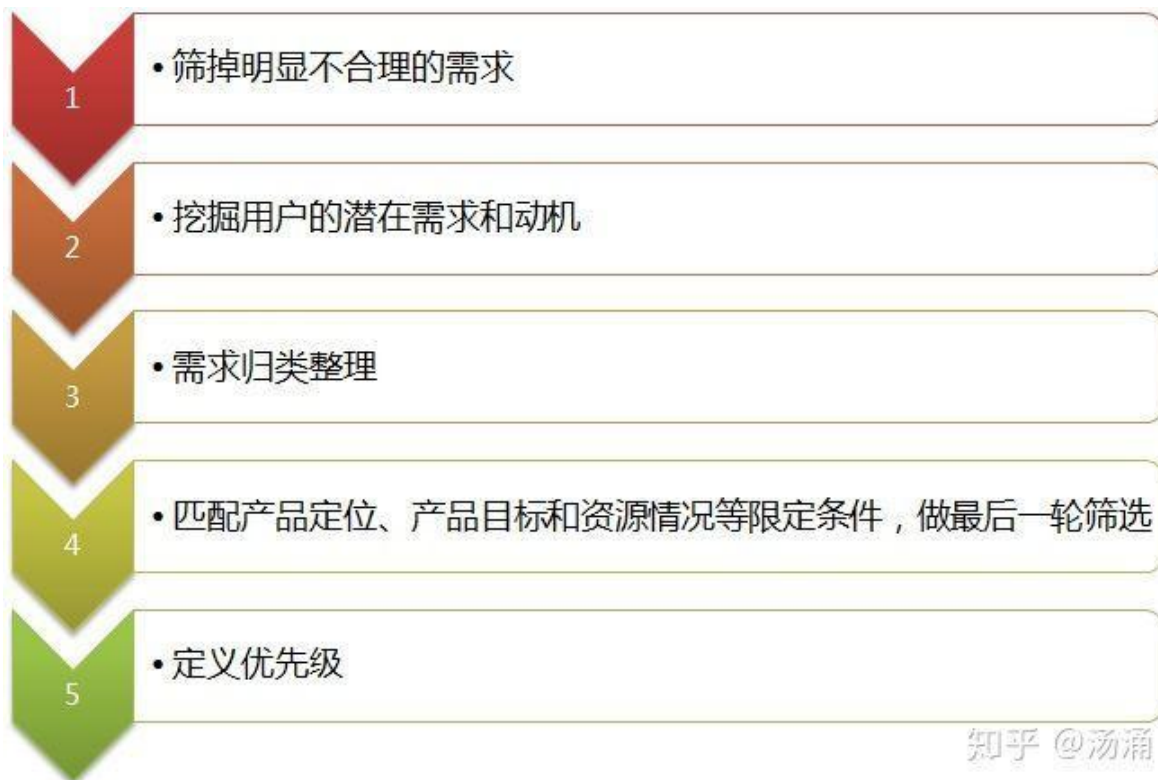 1
• 筛掉明显不合理的需求
2
• 挖掘用户的潜在需求和动机
3
• 需求归类整理
4
• 匹配产品定位、产品目标和资源情况等限定条件，做最后一轮筛选
5
• 定义优先级
知乎 @汤涌